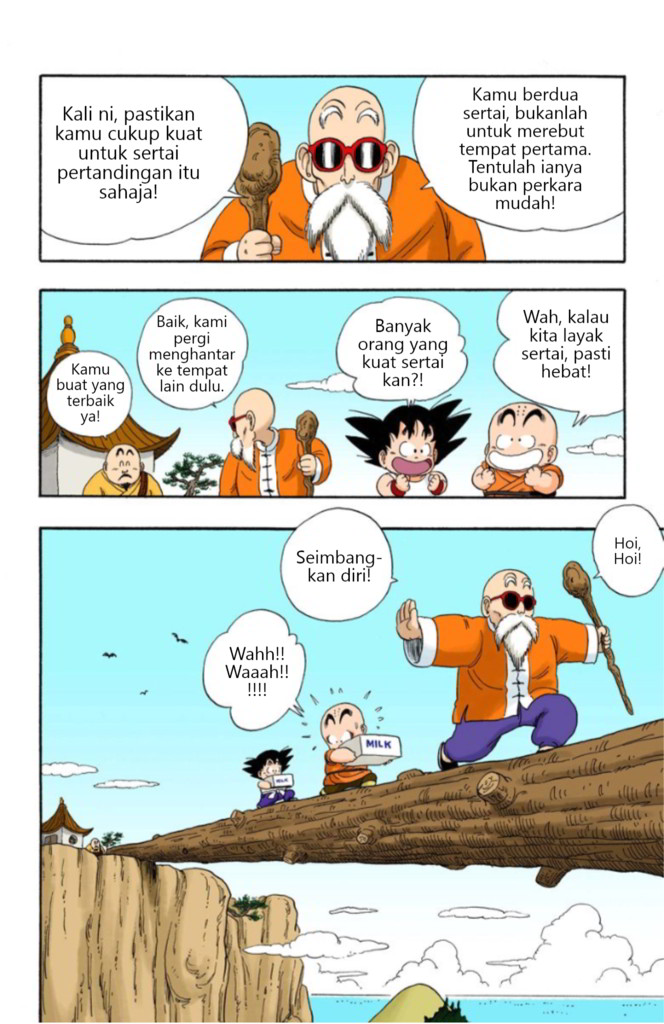 Kamu berdua
sertai, bukanlah
untuk merebut
tempat pertama.
Tentulah ianya
bukan perkara
mudah!
Kali ni, pastikan
kamu cukup kuat
untuk sertai
pertandingan itu
sahaja!
Wah, kalau
kita layak
sertai, pasti
hebat!
Banyak
orang yang
kuat sertai
kan?!
Baik, kami
pergi
menghantar
ke tempat
lain dulu.
Kamu
buat yang
terbaik
ya!
Hoi,
Hoi!
Seimbang-
kan diri!
Wahh!!
Waaah!!
!!!!
MILK
MILK